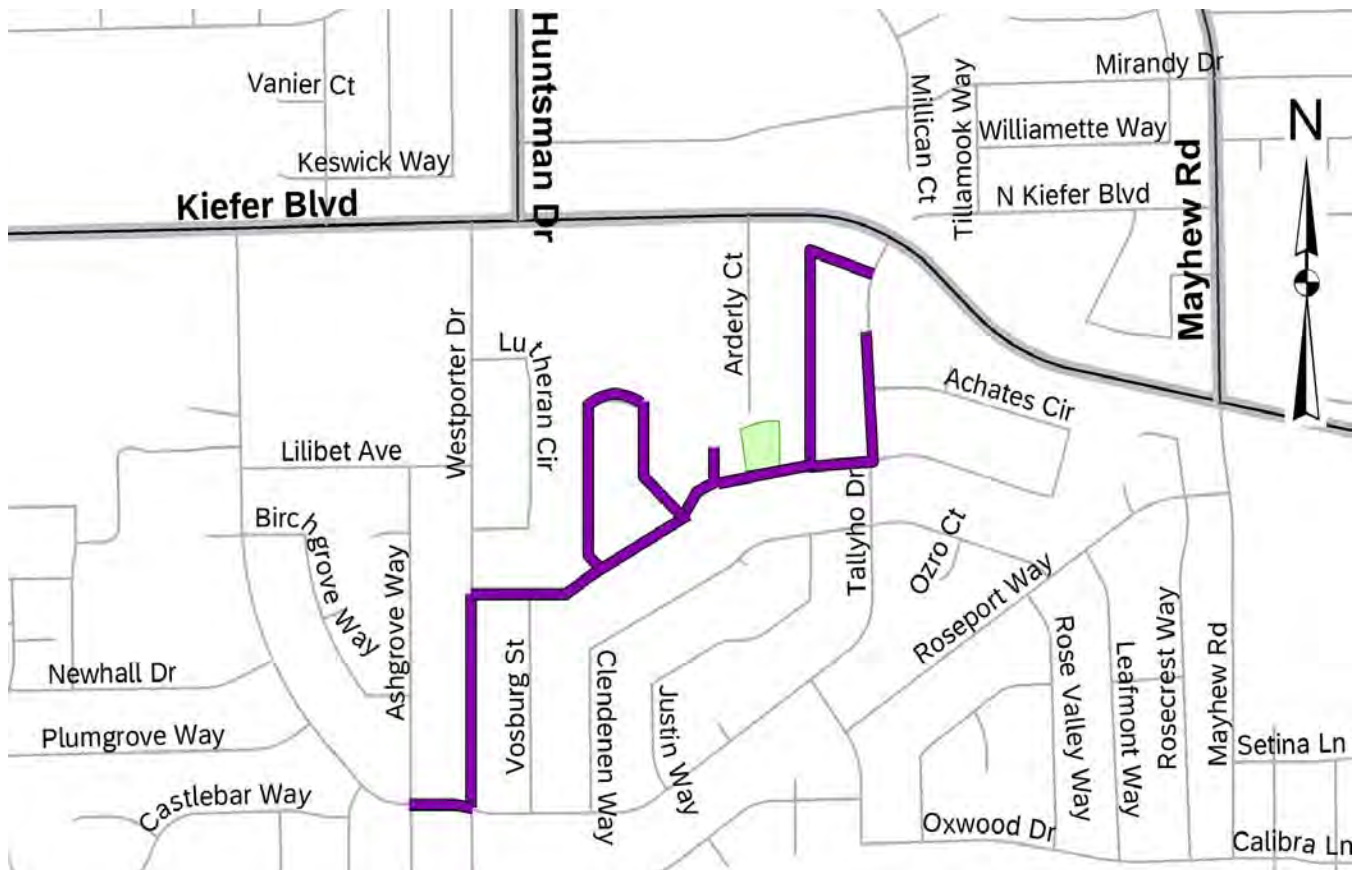 Huntsman Dr
Vanier Ct
Keswick Way
Kiefer Blvd
Millican Ct
Tillamook Way
Mirandy Dr
Williamette Way
N Kiefer Blvd
Mayhew Rd
N
Arderly Ct
Westporter Dr
Lutheran Cir
Achates Cir
Lilibet Ave
Birchgrove Way
Ashgrove Way
Tallyho Dr
Ozro Ct
Roseport Way
Newhall Dr
Plumgrove Way
Castlebar Way
Vosburg St
Clendenen Way
Justin Way
Rose Valley Way
Leafmont Way
Rosecrest Way
Mayhew Rd
Setina Ln
Oxwood Dr
Calibra Ln